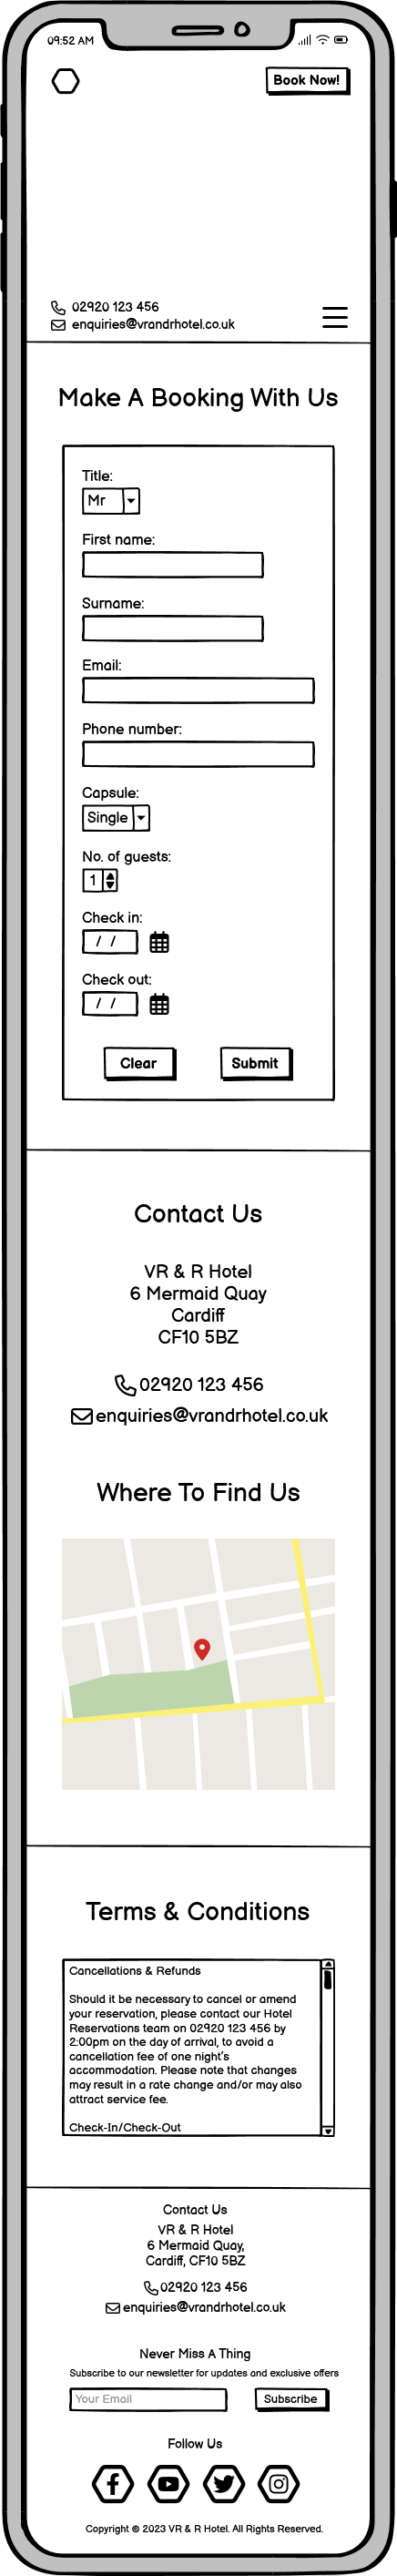 09:52 AM
Book Now!
02920 123 456
enquiries@vrandrhotel.co.uk
Make A Booking With Us
Title:
Mr
First name:
Surname:
Email:
Phone number:
Capsule:
Single
No. of guests:
1
Check in:
/ /
Check out:
/ /
Clear Submit
Contact Us
VR & R Hotel
6 Mermaid Quay
Cardiff
CF10 5BZ
02920 123 456
enquiries@vrandrhotel.co.uk
Where To Find Us
Terms & Conditions
Cancellations & Refunds
Should it be necessary to cancel or amend
your reservation, please contact our Hotel
Reservations team on 02920 123 456 by
2:00pm on the day of arrival, to avoid a
cancellation fee of one night's
accommodation. Please note that changes
may result in a rate change and/or may also
attract service fee.
Check-In/Check-Out
Contact Us
VR & R Hotel
6 Mermaid Quay,
Cardiff, CF10 5BZ
02920 123 456
enquiries@vrandrhotel.co.uk
Never Miss A Thing
Subscribe to our newsletter for updates and exclusive offers
Your Email Subscribe
Follow Us
Copyright © 2023 VR & R Hotel. All Rights Reserved.